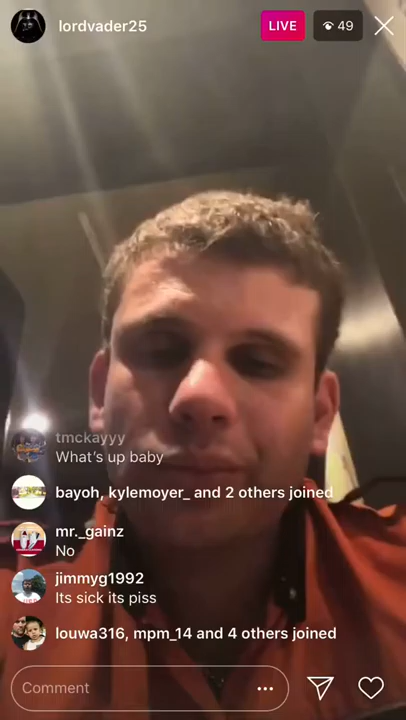 lordvader25
LIVE
49
tmckayyy
What's up baby
bayoh, kylemoyer_ and 2 others joined
mr._gainz
No
jimmyg1992
Its sick its piss
louwa316, mpm_14 and 4 others joined
Comment